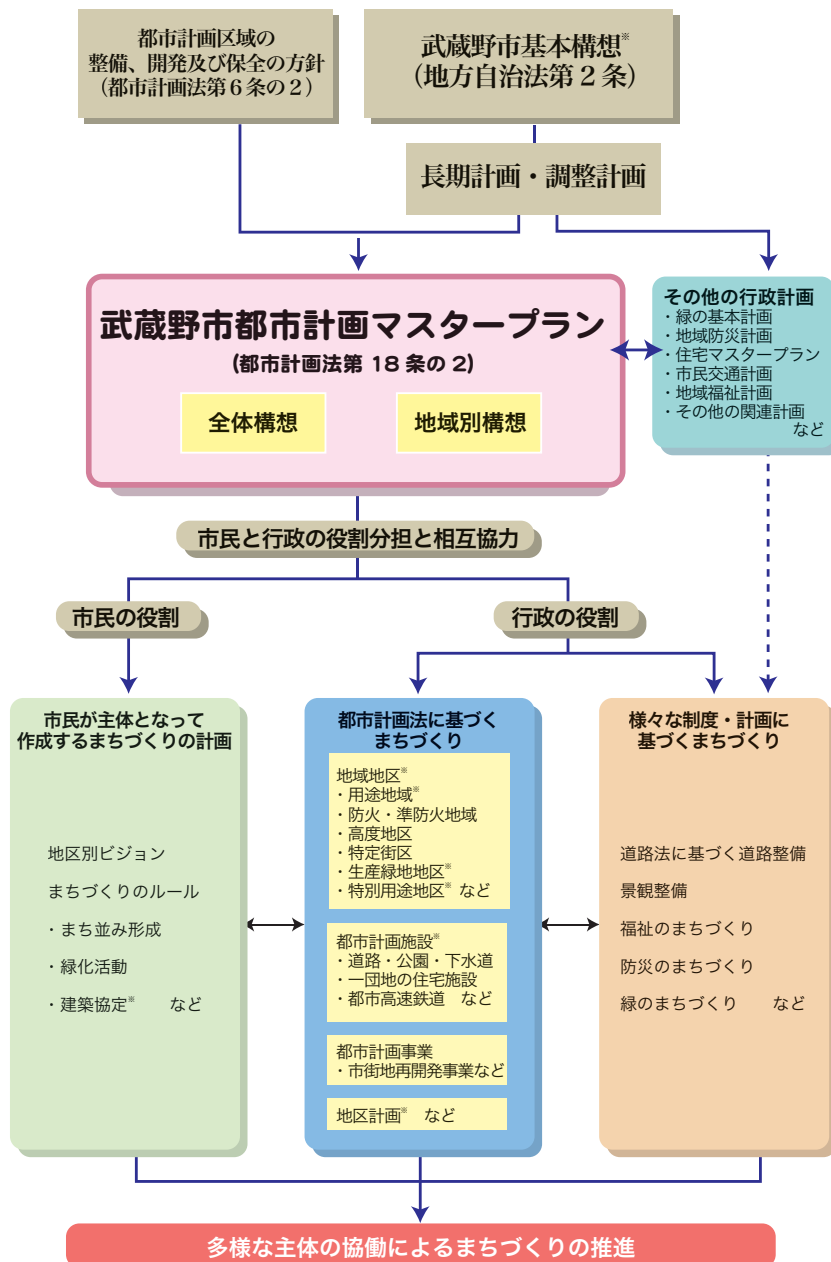 都市計画区域の
整備、開発及び保全の方針
（都市計画法第６条の２）
武蔵野市基本構想※
（地方自治法第２条）
長期計画・調整計画
武蔵野市都市計画マスタープラン
(都市計画法第 18 条の 2)
全体構想
地域別構想
その他の行政計画
・緑の基本計画
・地域防災計画
・住宅マスタープラン
・市民交通計画
・地域福祉計画
・その他の関連計画
など
市民と行政の役割分担と相互協力
市民の役割
行政の役割
市民が主体となって
作成するまちづくりの計画
地区別ビジョン
まちづくりのルール
・まち並み形成
・緑化活動
・建築協定※　など
都市計画法に基づく
まちづくり
地域地区※
・用途地域※
・防火・準防火地域
・高度地区
・特定街区
・生産緑地地区※
・特別用途地区※ など
都市計画施設※
・道路・公園・下水道
・一団地の住宅施設
・都市高速鉄道　など
都市計画事業
・市街地再開発事業など
地区計画※　など
様々な制度・計画に
基づくまちづくり
道路法に基づく道路整備
景観整備
福祉のまちづくり
防災のまちづくり
緑のまちづくり　　など
多様な主体の協働によるまちづくりの推進